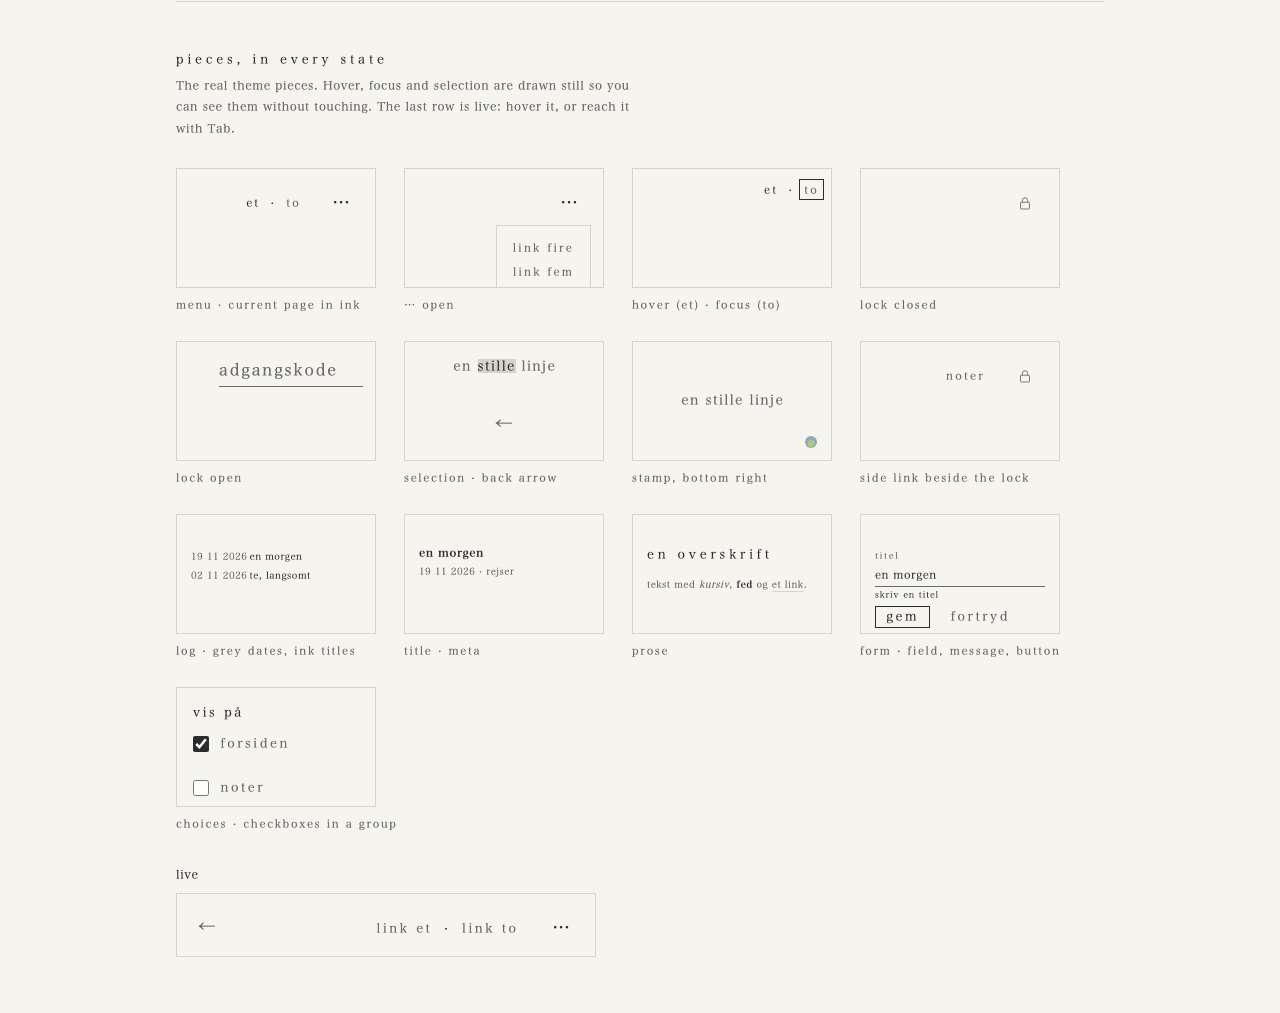 pieces, in every state
The real theme pieces. Hover, focus and selection are drawn still so you
can see them without touching. The last row is live: hover it, or reach it
with Tab.
et · to ···
menu · current page in ink
···
link fire
link fem
··· open
et · to
hover (et) · focus (to)
lock closed
adgangskode
lock open
en stille linje
←
selection · back arrow
en stille linje
stamp, bottom right
noter
side link beside the lock
19 11 2026 en morgen
02 11 2026 te, langsomt
log · grey dates, ink titles
en morgen
19 11 2026 · rejser
title · meta
en overskrift
tekst med kursiv, fed og et link.
prose
titel
en morgen
skriv en titel
gem fortryd
form · field, message, button
vis på
forsiden
noter
choices · checkboxes in a group
live
← link et · link to ···